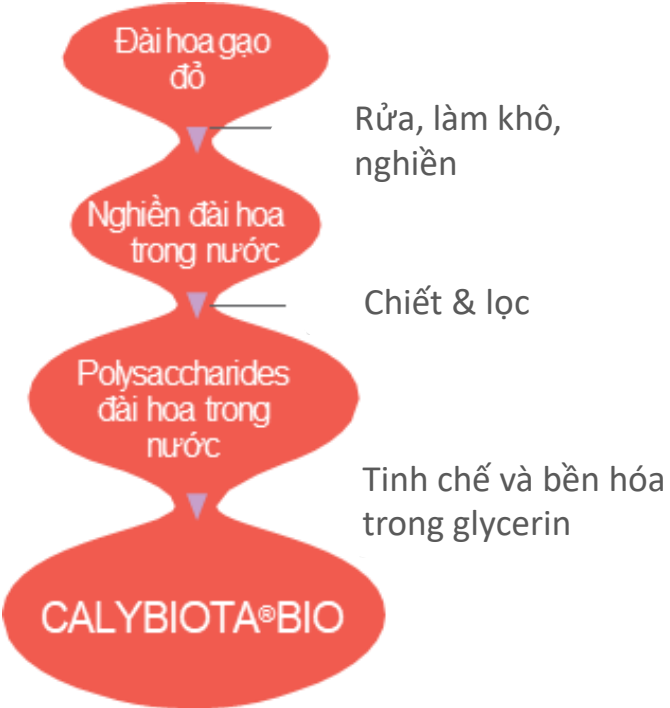 Đài hoa gạo
đỏ
Rửa, làm khô,
nghiền
Nghiền đài hoa
trong nước
Chiết & lọc
Polysaccharides
đài hoa trong
nước
Tinh chế và bền hóa
trong glycerin
CALYBIOTA®BIO